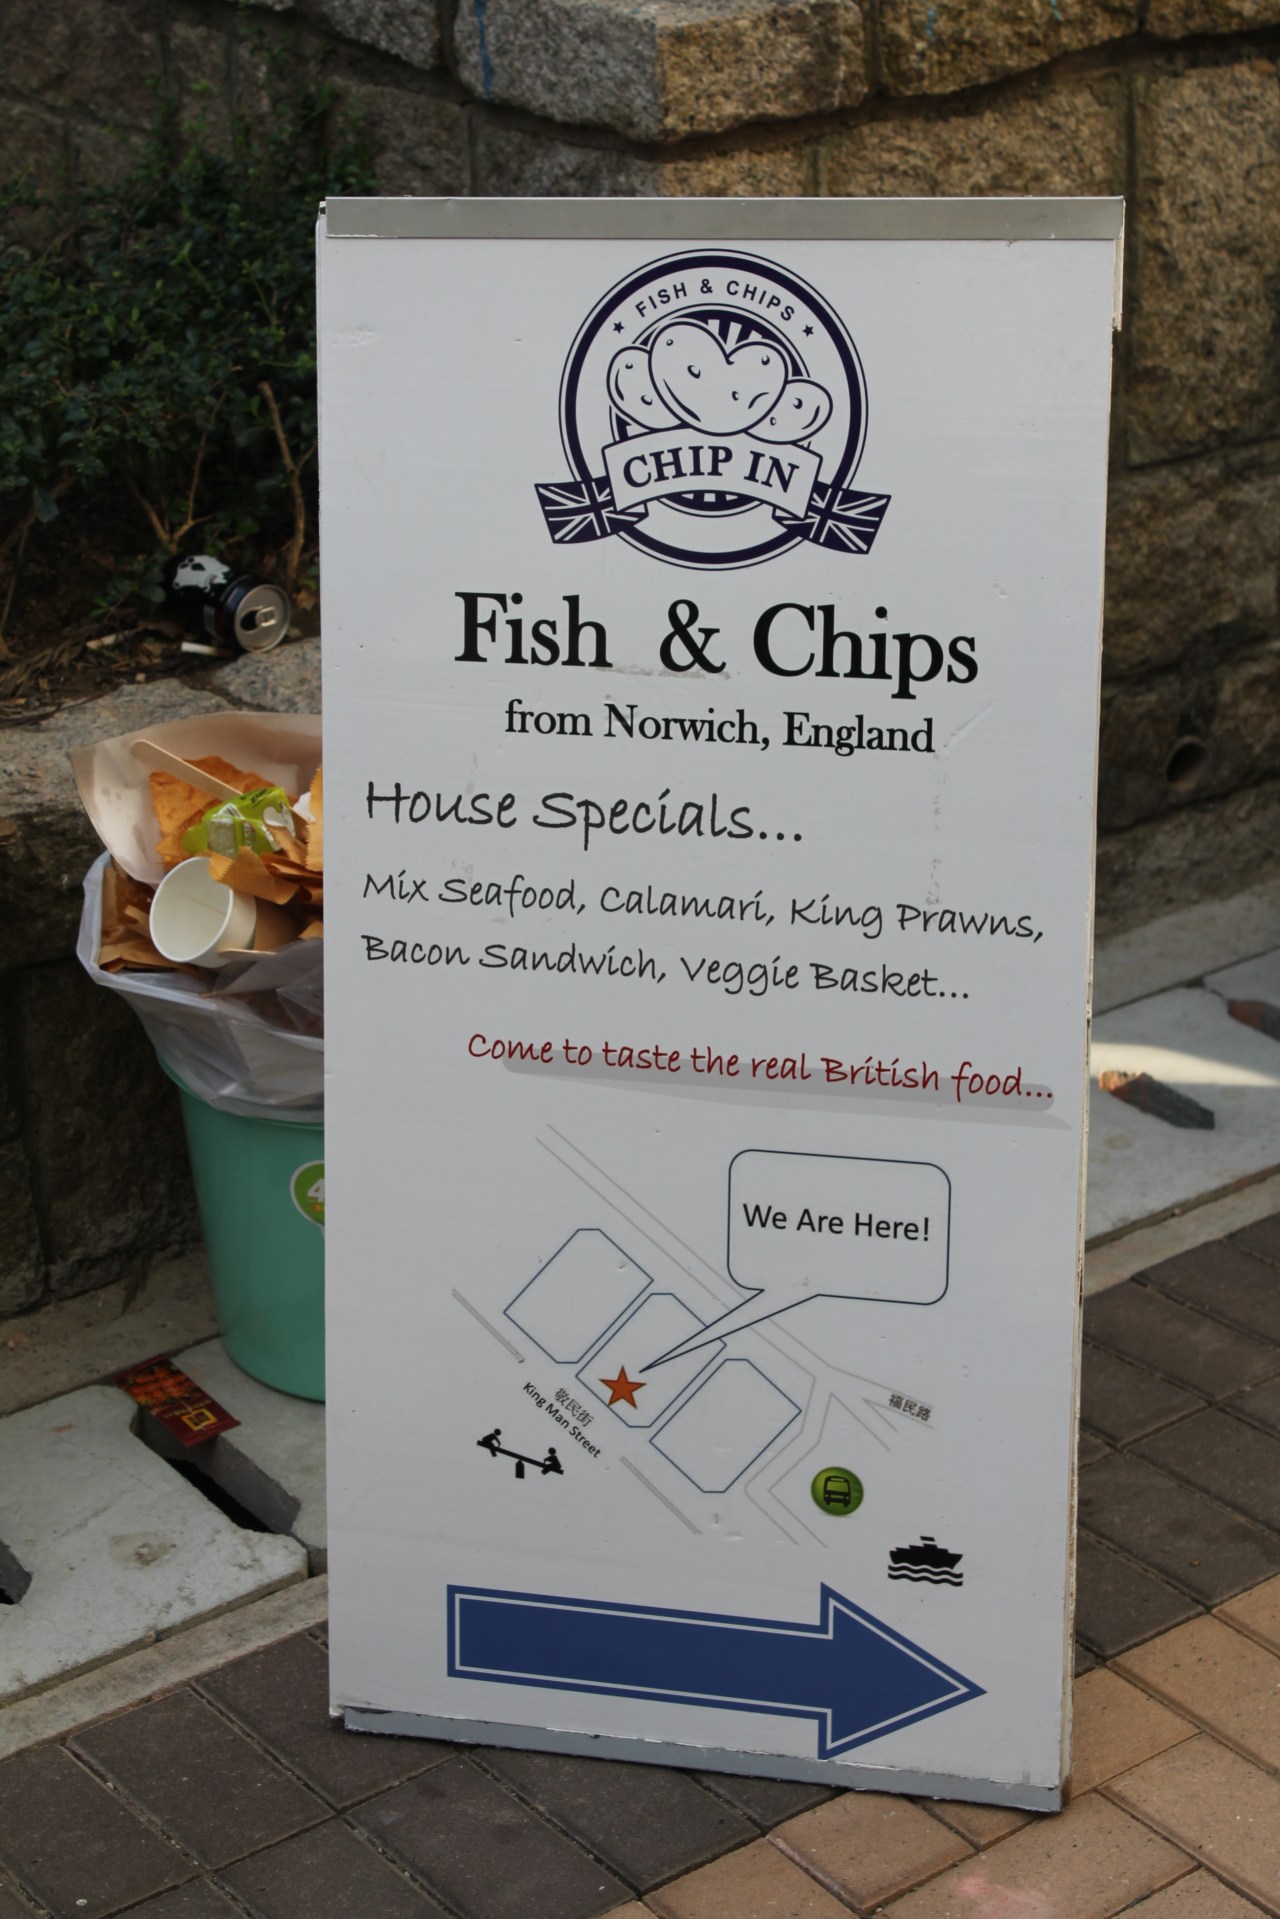 FISH & CHIPS
CHIP IN
Fish & Chips
from Norwich, England
House Specials...
Mix Seafood, Calamari, King Prawns,
Bacon Sandwich, Veggie Basket...
Come to taste the real British food...
We Are Here!
敬民街
King Man Street
福民路